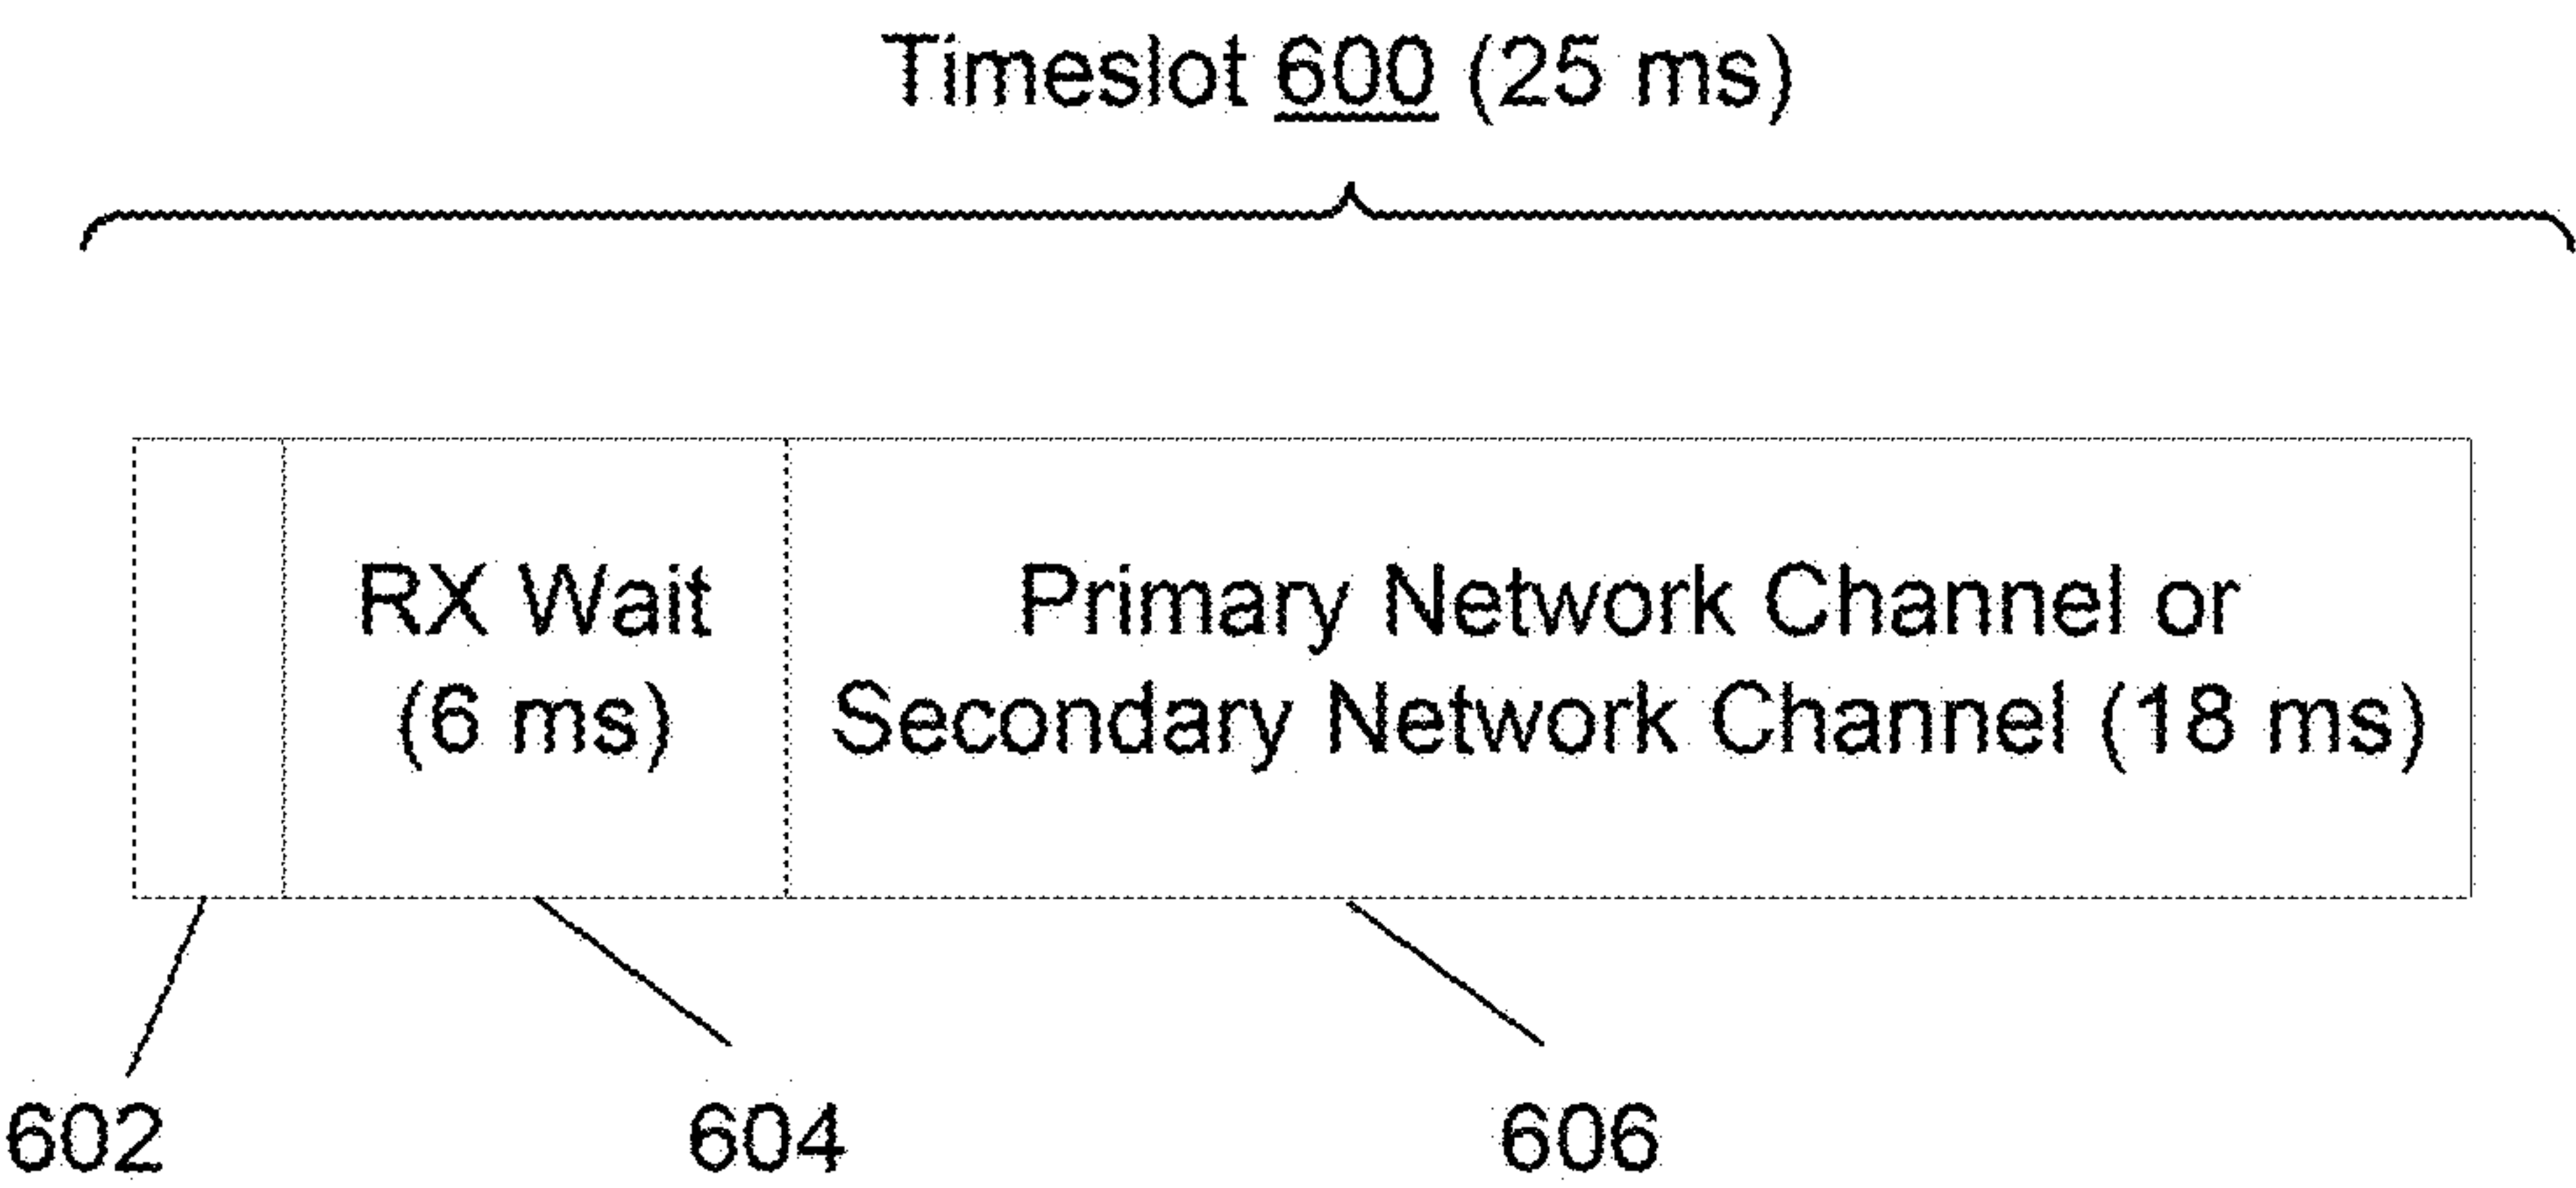 Timeslot 600 (25 ms)
RX Wait
(6 ms)
Primary Network Channel or
Secondary Network Channel (18 ms)
602
604
606